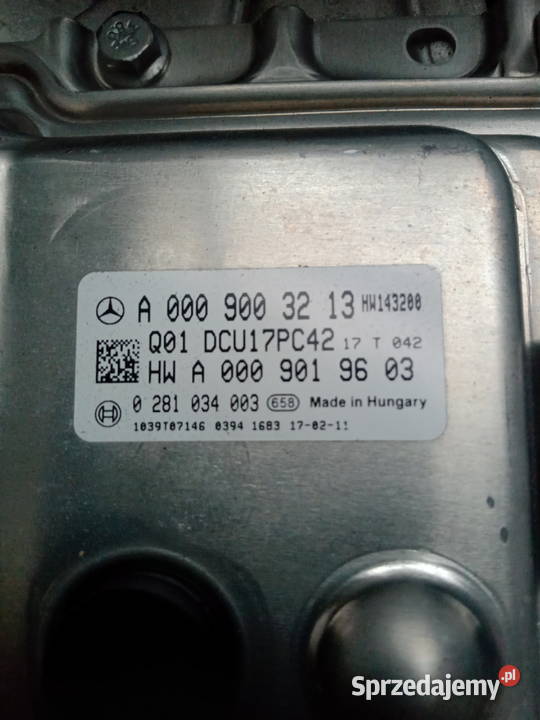 A 000 900 32 13 HW143200
Q01 DCU17PC42 17 T 042
HW A 000 901 96 03
0 281 034 003 658 Made in Hungary
1039T07146 0394 1683 17-02-11
Sprzedajemy.pl